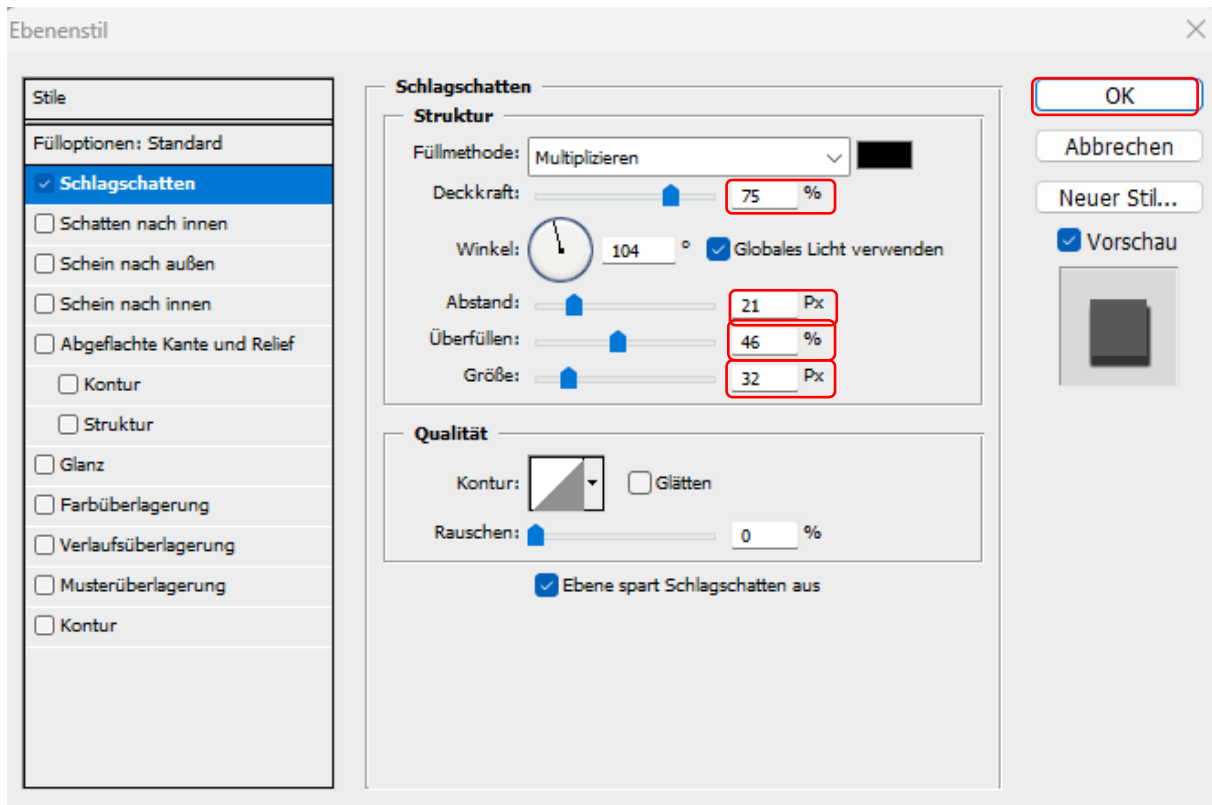 Ebenenstil
Stile
Fülloptionen: Standard
Schlagschatten
Schatten nach innen
Schein nach außen
Schein nach innen
Abgeflachte Kante und Relief
Kontur
Struktur
Glanz
Farbüberlagerung
Verlaufsüberlagerung
Musterüberlagerung
Kontur
Schlagschatten
Struktur
Füllmethode: Multiplizieren
Deckkraft: 75 %
Winkel: 104 ° Globales Licht verwenden
Abstand: 21 Px
Überfüllen: 46 %
Größe: 32 Px
Qualität
Kontur: Glätten
Rauschen: 0 %
Ebene spart Schlagschatten aus
OK
Abbrechen
Neuer Stil...
Vorschau